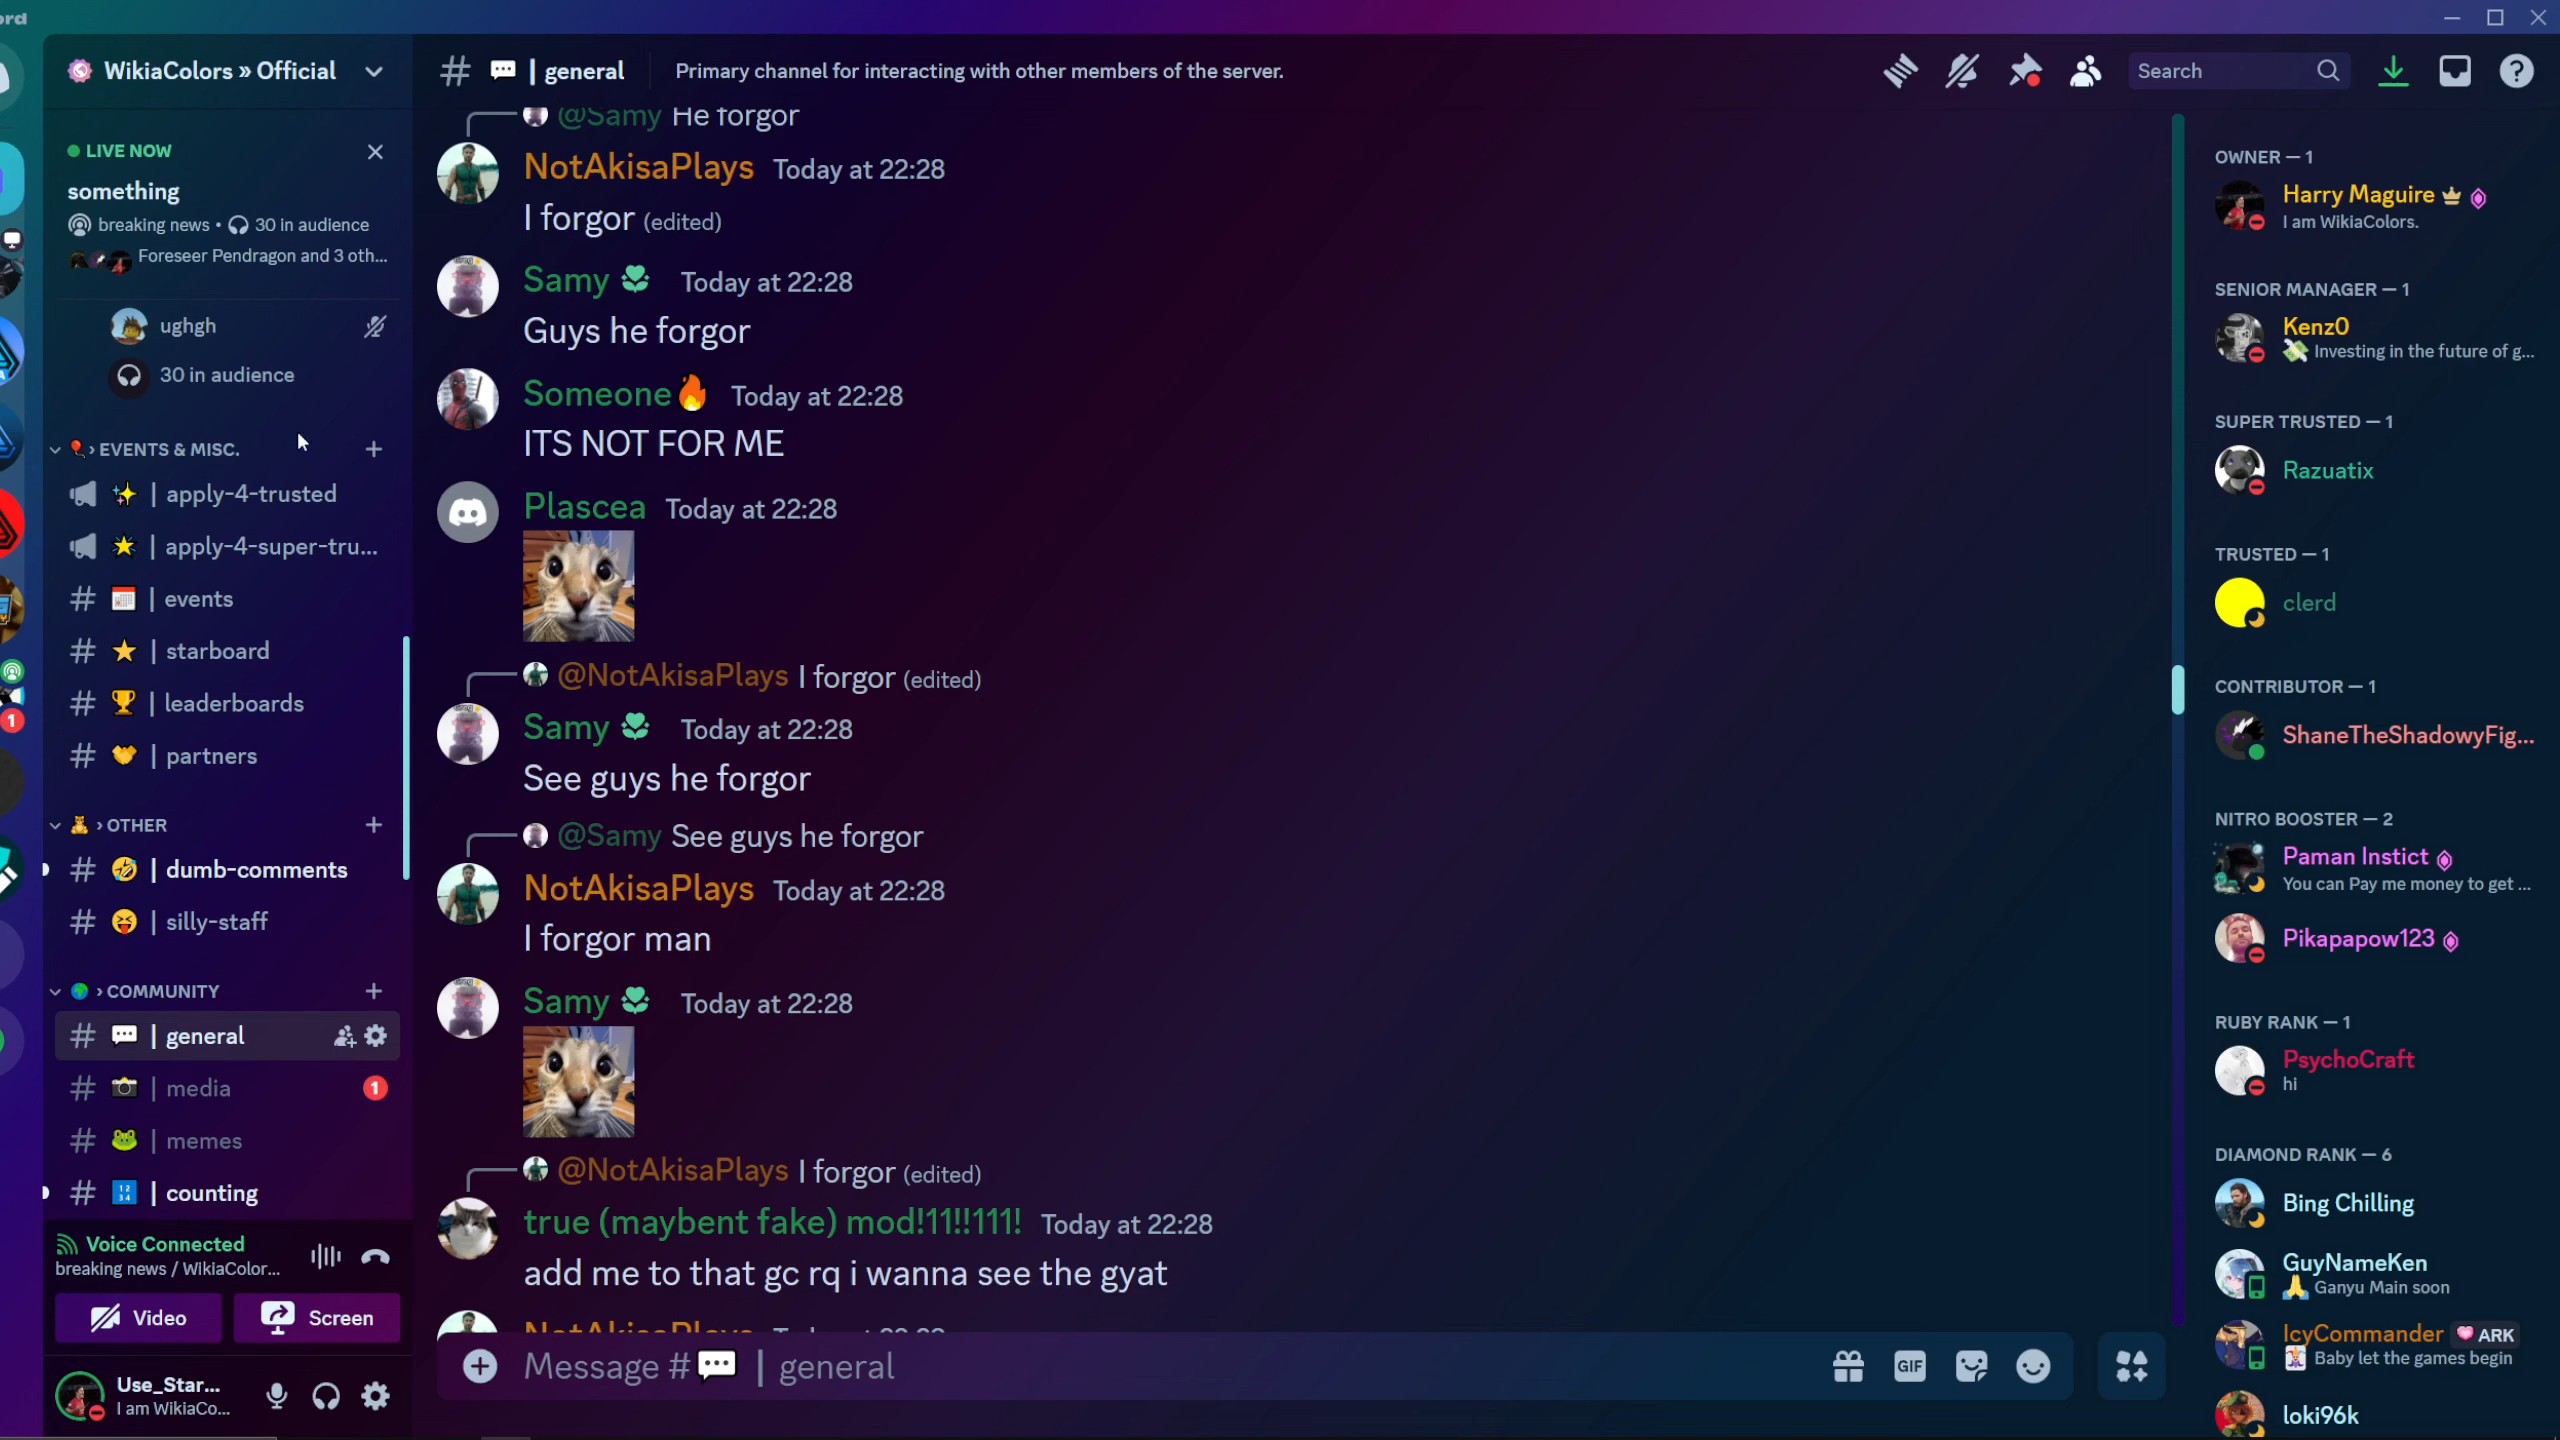 ord
WikiaColors » Official
LIVE NOW
something
breaking news • 30 in audience
Foreseer Pendragon and 3 oth...
ughgh
30 in audience
› EVENTS & MISC.
| apply-4-trusted
| apply-4-super-tru...
| events
| starboard
| leaderboards
| partners
› OTHER
| dumb-comments
| silly-staff
› COMMUNITY
| general
| media 1
| memes
| counting
1
Voice Connected
breaking news / WikiaColor...
Video
Screen
Use_Star...
I am WikiaCo...
# | general
Primary channel for interacting with other members of the server.
Search
@Samy He forgor
NotAkisaPlays Today at 22:28
I forgor (edited)
Samy Today at 22:28
Guys he forgor
Someone🔥 Today at 22:28
ITS NOT FOR ME
Plascea Today at 22:28
@NotAkisaPlays I forgor (edited)
Samy Today at 22:28
See guys he forgor
@Samy See guys he forgor
NotAkisaPlays Today at 22:28
I forgor man
Samy Today at 22:28
@NotAkisaPlays I forgor (edited)
true (maybent fake) mod!11!!111! Today at 22:28
add me to that gc rq i wanna see the gyat
NotAkisaPlays
Message #💬 | general
GIF
OWNER — 1
Harry Maguire
I am WikiaColors.
SENIOR MANAGER — 1
Kenz0
💸 Investing in the future of g...
SUPER TRUSTED — 1
Razuatix
TRUSTED — 1
clerd
CONTRIBUTOR — 1
ShaneTheShadowyFig...
NITRO BOOSTER — 2
Paman Instict
You can Pay me money to get ...
Pikapapow123
RUBY RANK — 1
PsychoCraft
hi
DIAMOND RANK — 6
Bing Chilling
GuyNameKen
🙏 Ganyu Main soon
IcyCommander ARK
🃏 Baby let the games begin
loki96k